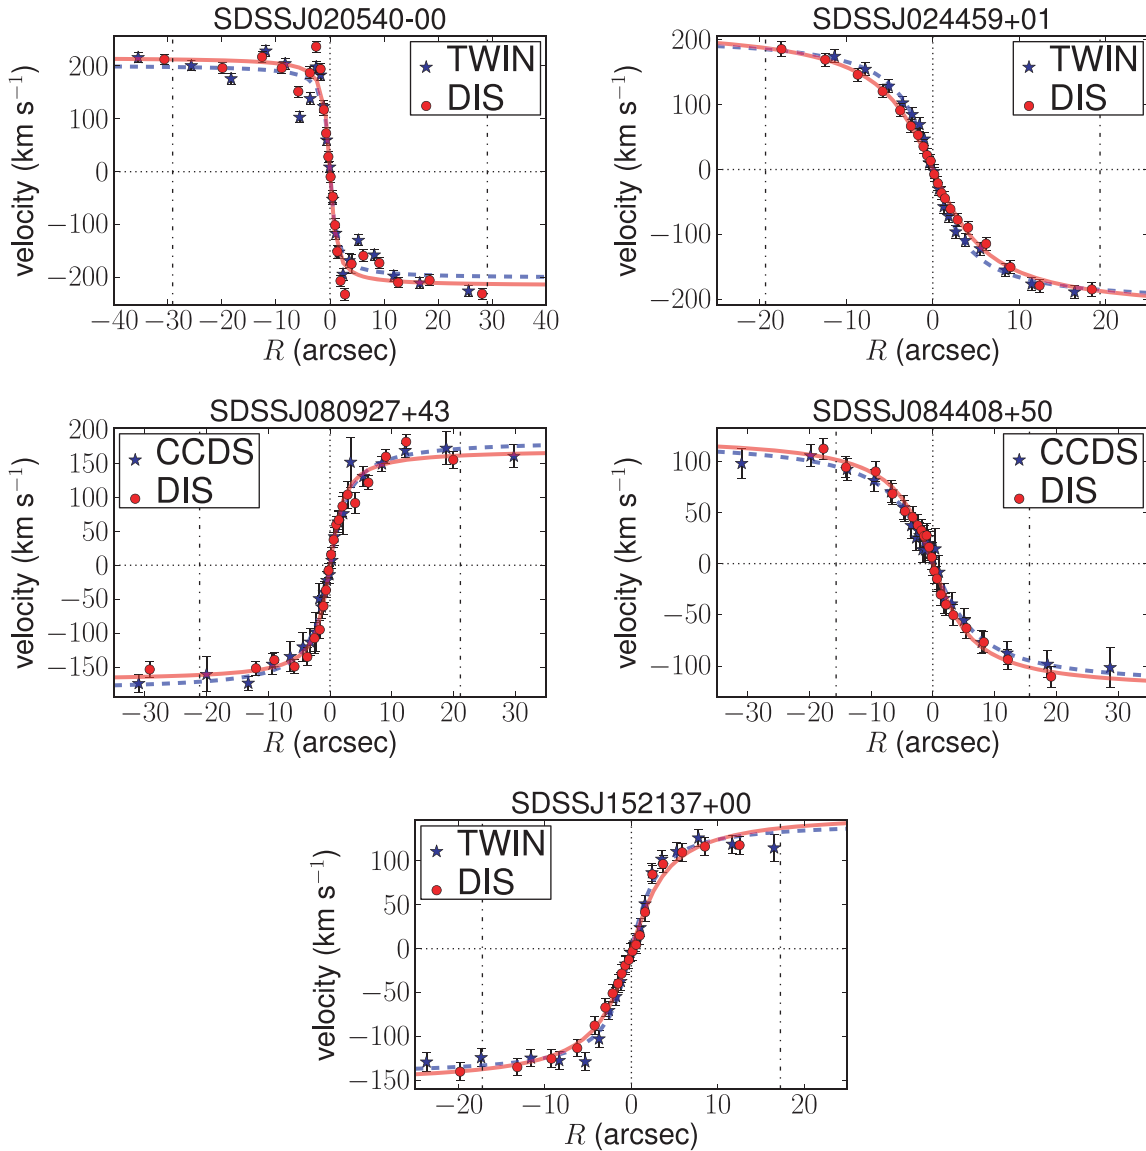 SDSSJ020540-00
velocity (km s−1)
200
100
0
−100
−200
TWIN
DIS
−40 −30 −20 −10 0 10 20 30 40
R (arcsec)
SDSSJ024459+01
velocity (km s−1)
200
100
0
−100
−200
TWIN
DIS
−20 −10 0 10 20
R (arcsec)
SDSSJ080927+43
velocity (km s−1)
200
150
100
50
0
−50
−100
−150
CCDS
DIS
−30 −20 −10 0 10 20 30
R (arcsec)
SDSSJ084408+50
velocity (km s−1)
100
50
0
−50
−100
CCDS
DIS
−30 −20 −10 0 10 20 30
R (arcsec)
SDSSJ152137+00
velocity (km s−1)
100
50
0
−50
−100
−150
TWIN
DIS
−20 −10 0 10 20
R (arcsec)